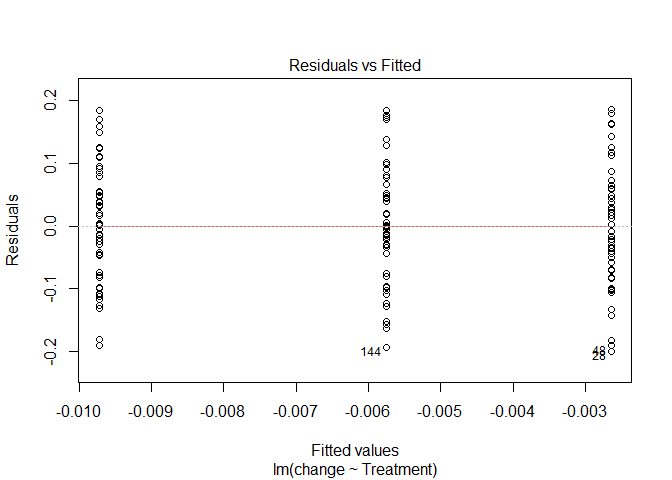 Residuals vs Fitted
Residuals
0.2
0.1
0.0
-0.1
-0.2
144
48
28
-0.010 -0.009 -0.008 -0.007 -0.006 -0.005 -0.004 -0.003
Fitted values
lm(change ~ Treatment)